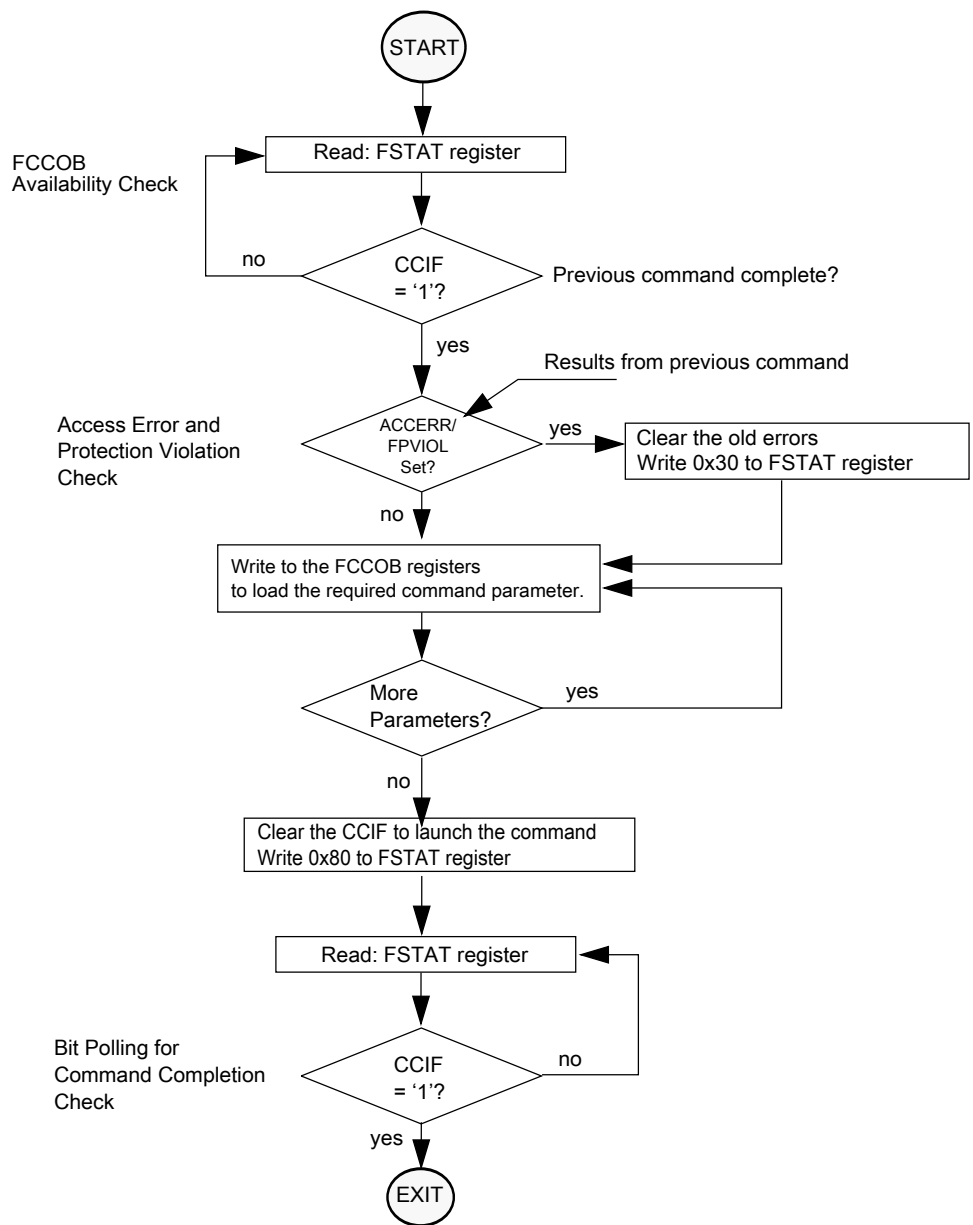 START
Read: FSTAT register
FCCOB
Availability Check
no
CCIF
= ‘1’?
Previous command complete?
yes
Results from previous command
Access Error and
Protection Violation
Check
ACCERR/
FPVIOL
Set?
yes
Clear the old errors
Write 0x30 to FSTAT register
no
Write to the FCCOB registers
to load the required command parameter.
More
Parameters?
yes
no
Clear the CCIF to launch the command
Write 0x80 to FSTAT register
Read: FSTAT register
Bit Polling for
Command Completion
Check
CCIF
= ‘1’?
no
yes
EXIT